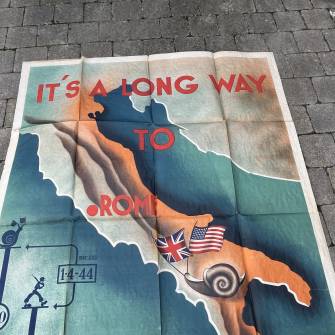 IT'S A LONG WAY
TO
ROME
1-4-44